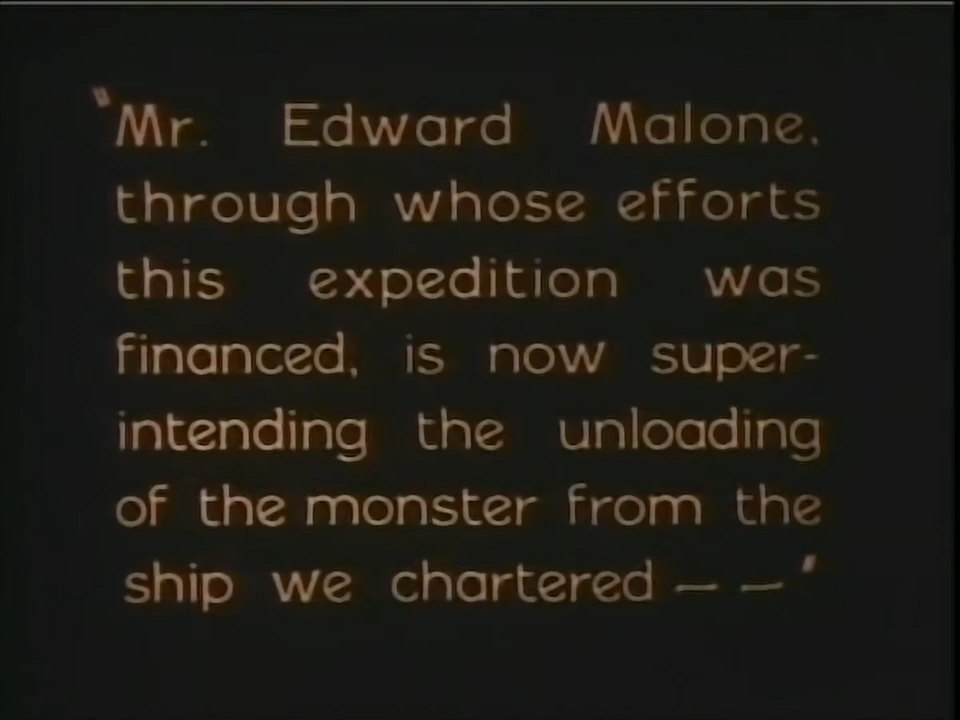 "Mr. Edward Malone,
through whose efforts
this expedition was
financed, is now super-
intending the unloading
of the monster from the
ship we chartered — —"